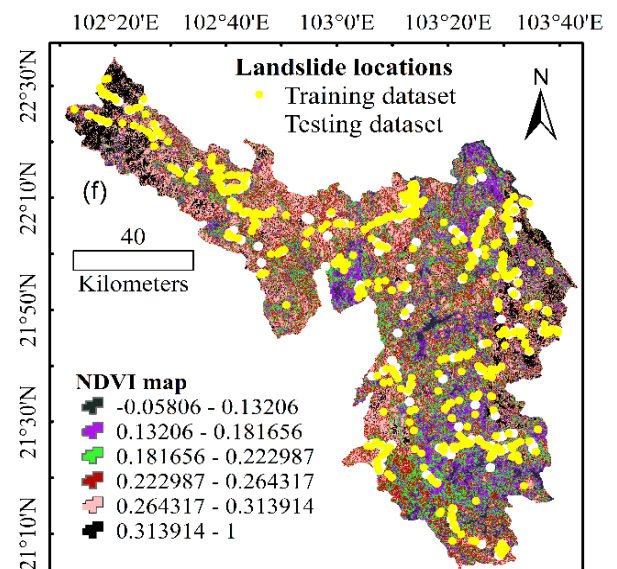 102°20'E 102°40'E 103°0'E 103°20'E 103°40'E
22°30'N
22°10'N
21°50'N
21°30'N
21°10'N
Landslide locations
Training dataset
Testing dataset
N
(f)
40
Kilometers
NDVI map
-0.05806 - 0.13206
0.13206 - 0.181656
0.181656 - 0.222987
0.222987 - 0.264317
0.264317 - 0.313914
0.313914 - 1